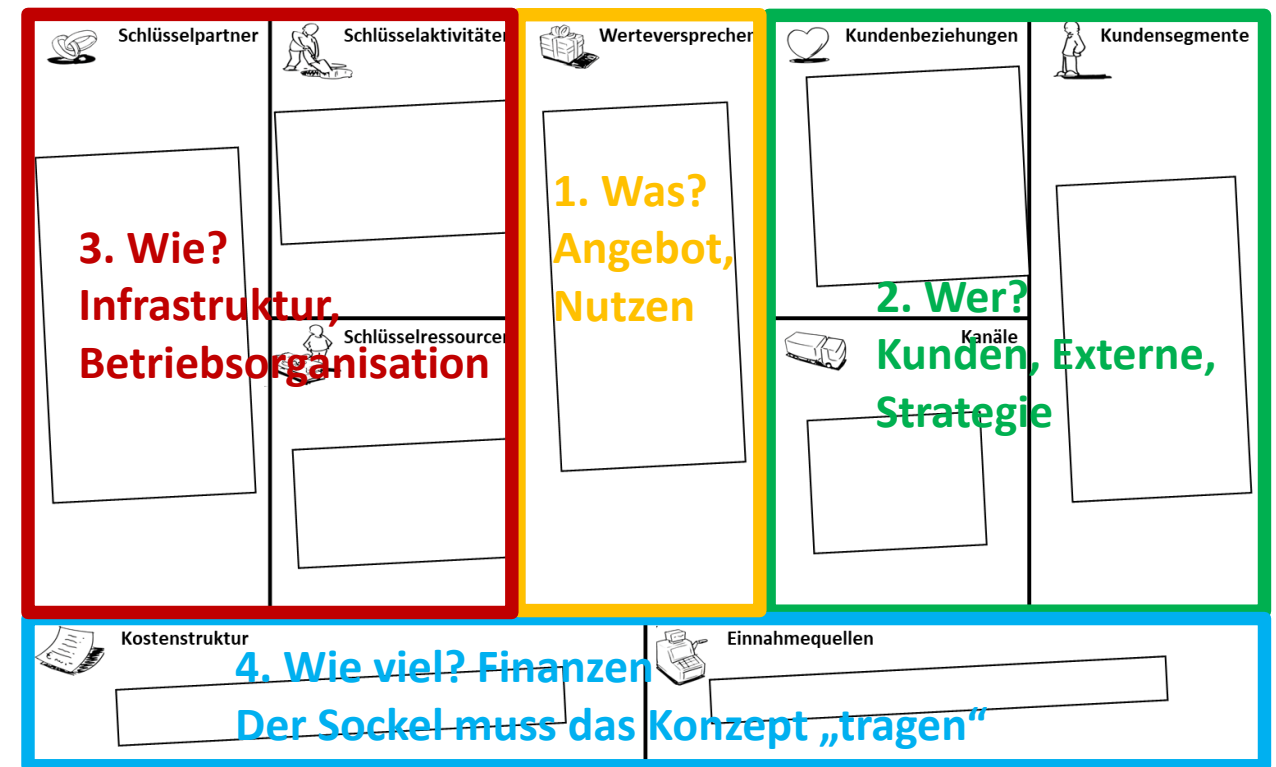 Schlüsselpartner
Schlüsselaktivitäten
Werteversprechen
Kundenbeziehungen
Kundensegmente
1. Was?
Angebot,
Nutzen
3. Wie?
Infrastruktur,
Betriebsorganisation
Schlüsselressourcen
2. Wer?
Kunden, Externe,
Strategie
Kanäle
Kostenstruktur
Einnahmequellen
4. Wie viel? Finanzen
Der Sockel muss das Konzept „tragen“